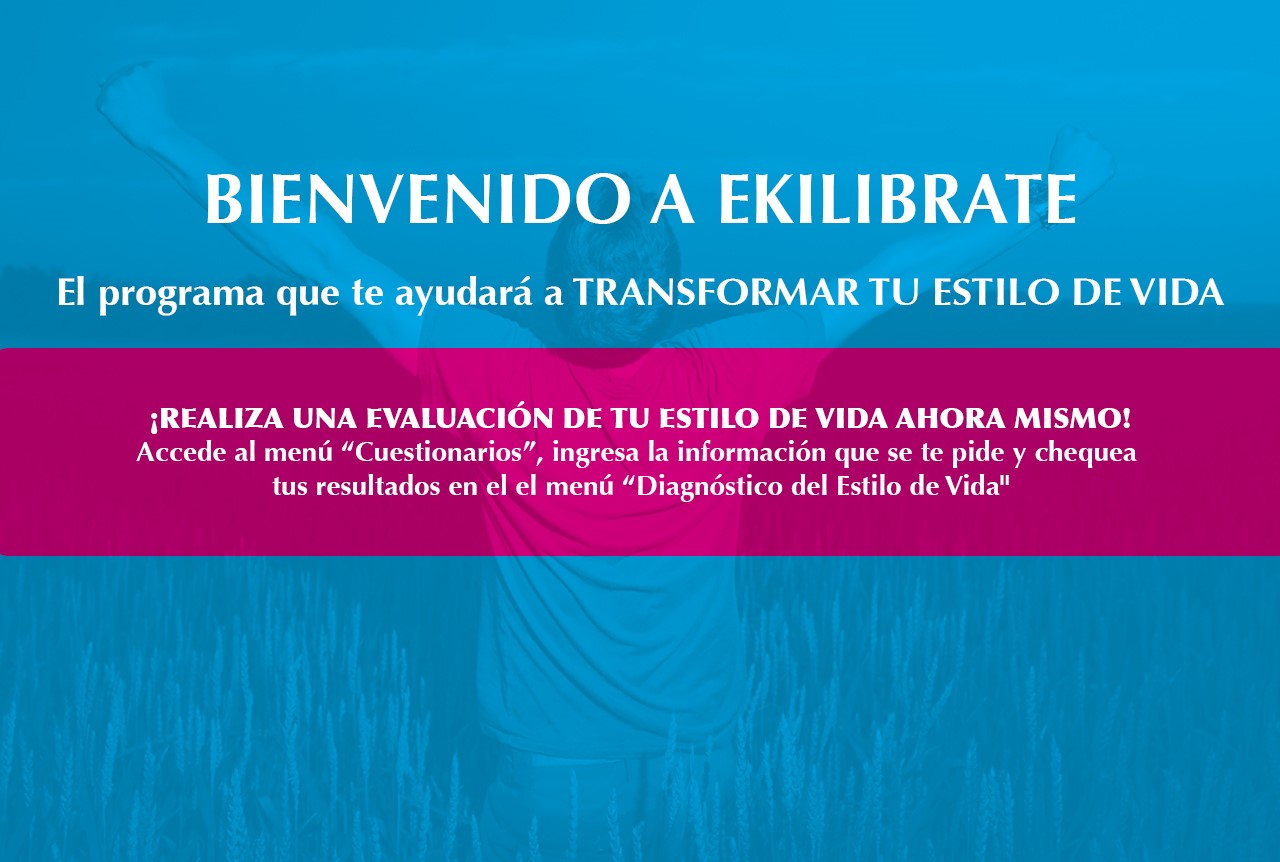 BIENVENIDO A EKILIBRATE
El programa que te ayudará a TRANSFORMAR TU ESTILO DE VIDA
¡REALIZA UNA EVALUACIÓN DE TU ESTILO DE VIDA AHORA MISMO!
Accede al menú “Cuestionarios”, ingresa la información que se te pide y chequea
tus resultados en el el menú “Diagnóstico del Estilo de Vida"